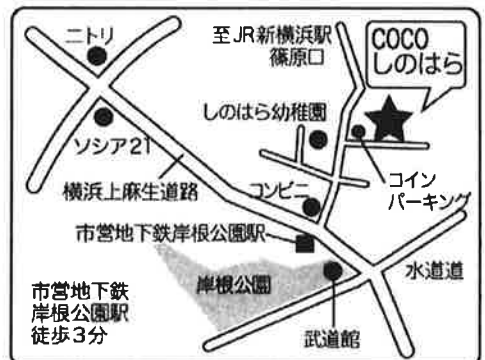 ニトリ
至JR新横浜駅
篠原口
COCO
しのはら
しのはら幼稚園
ソシア21
横浜上麻生道路
コンビニ
コイン
パーキング
市営地下鉄岸根公園駅
岸根公園
水道道
武道館
市営地下鉄
岸根公園駅
徒歩3分